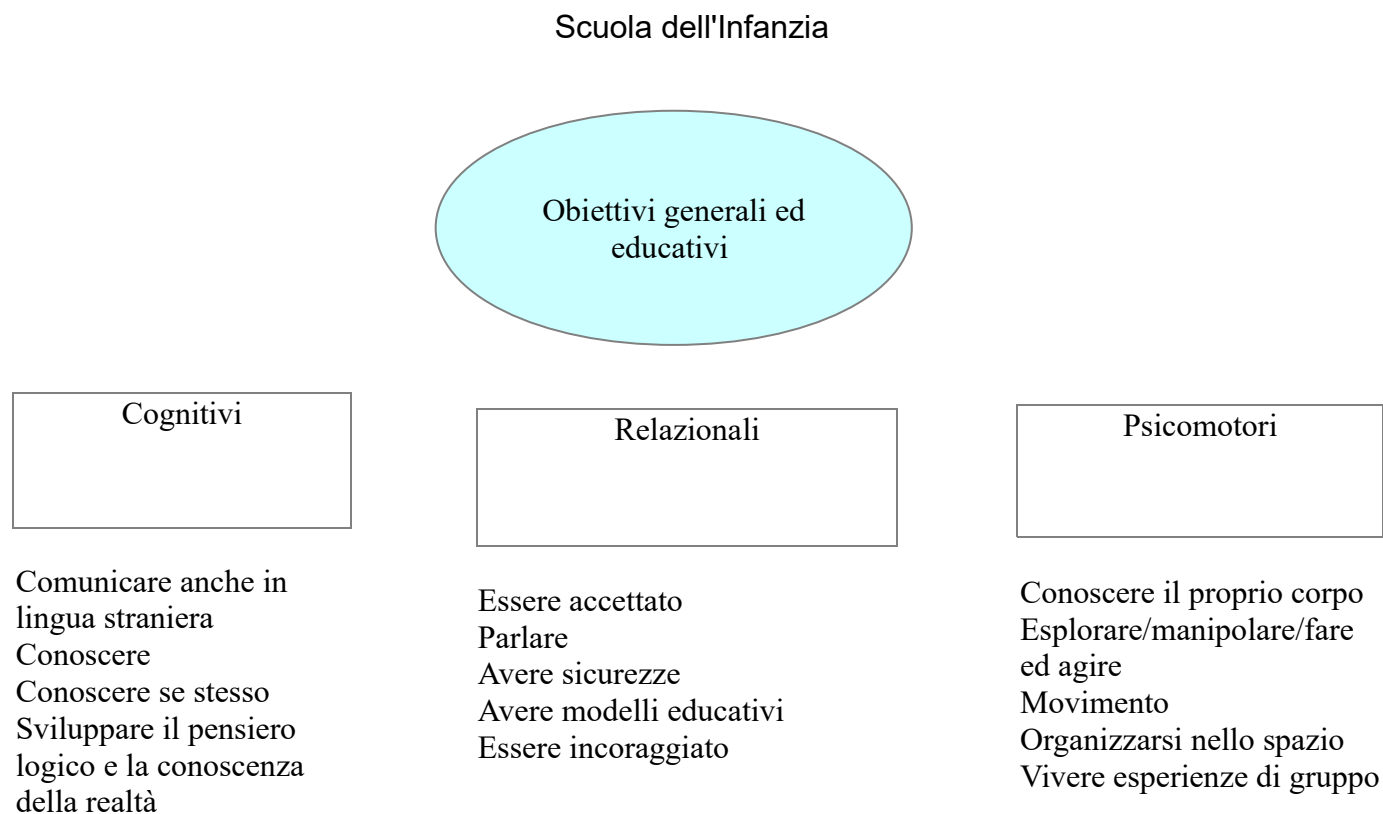 Scuola dell'Infanzia
Obiettivi generali ed
educativi
Cognitivi
Relazionali
Psicomotori
Comunicare anche in
lingua straniera
Conoscere
Conoscere se stesso
Sviluppare il pensiero
logico e la conoscenza
della realtà
Essere accettato
Parlare
Avere sicurezze
Avere modelli educativi
Essere incoraggiato
Conoscere il proprio corpo
Esplorare/manipolare/fare
ed agire
Movimento
Organizzarsi nello spazio
Vivere esperienze di gruppo